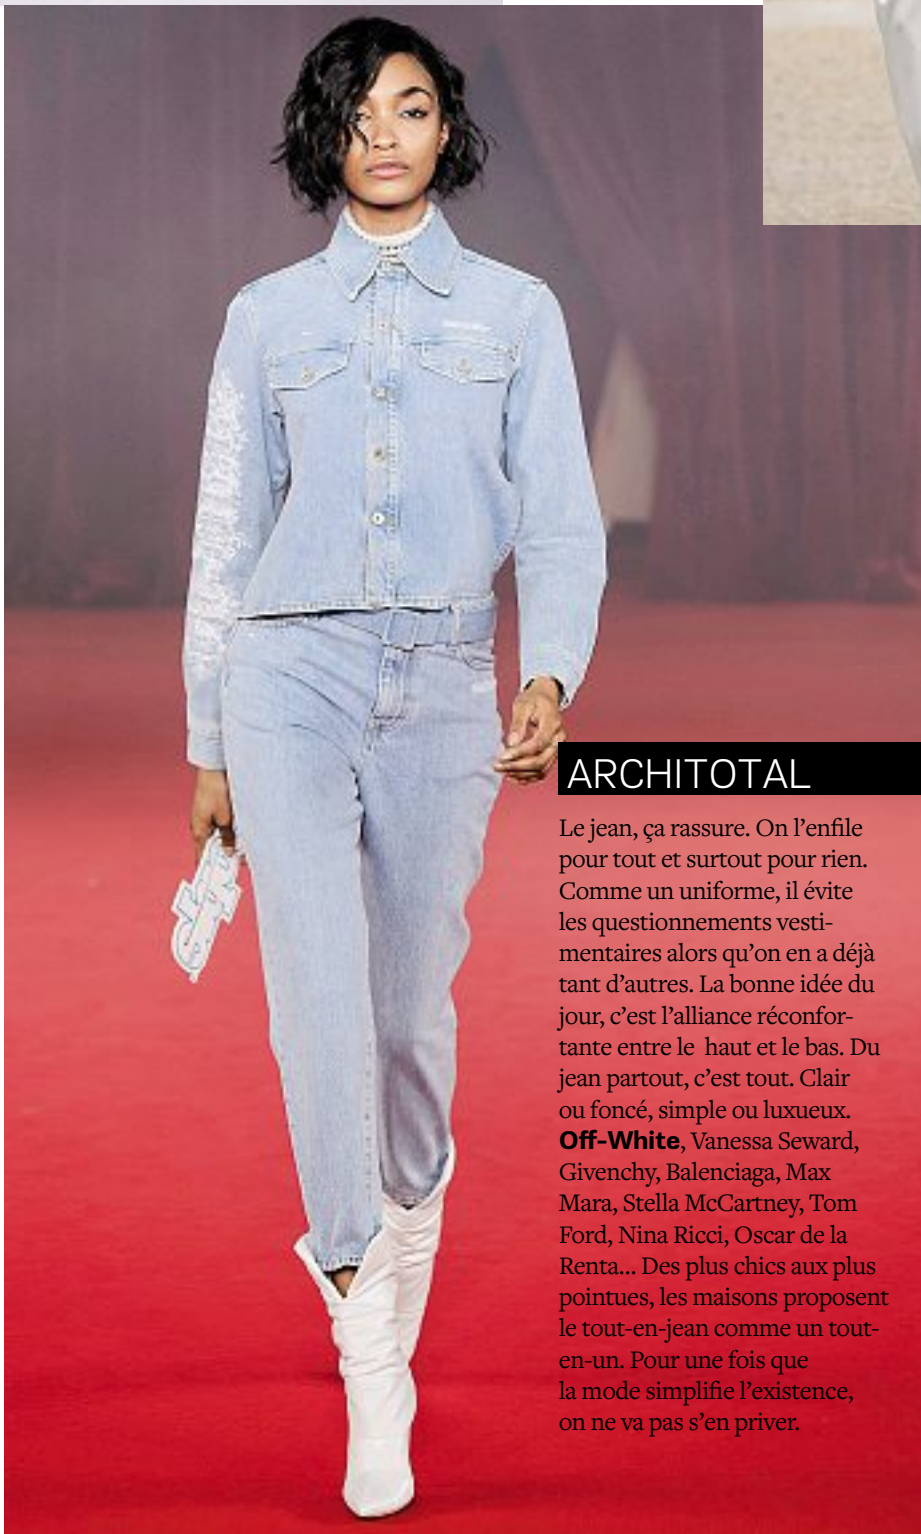 ARCHITOTAL
Le jean, ça rassure. On l’enfile
pour tout et surtout pour rien.
Comme un uniforme, il évite
les questionnements vesti-
mentaires alors qu’on en a déjà
tant d’autres. La bonne idée du
jour, c’est l’alliance réconfor-
tante entre le haut et le bas. Du
jean partout, c’est tout. Clair
ou foncé, simple ou luxueux.
Off-White, Vanessa Seward,
Givenchy, Balenciaga, Max
Mara, Stella McCartney, Tom
Ford, Nina Ricci, Oscar de la
Renta... Des plus chics aux plus
pointues, les maisons proposent
le tout-en-jean comme un tout-
en-un. Pour une fois que
la mode simplifie l’existence,
on ne va pas s’en priver.